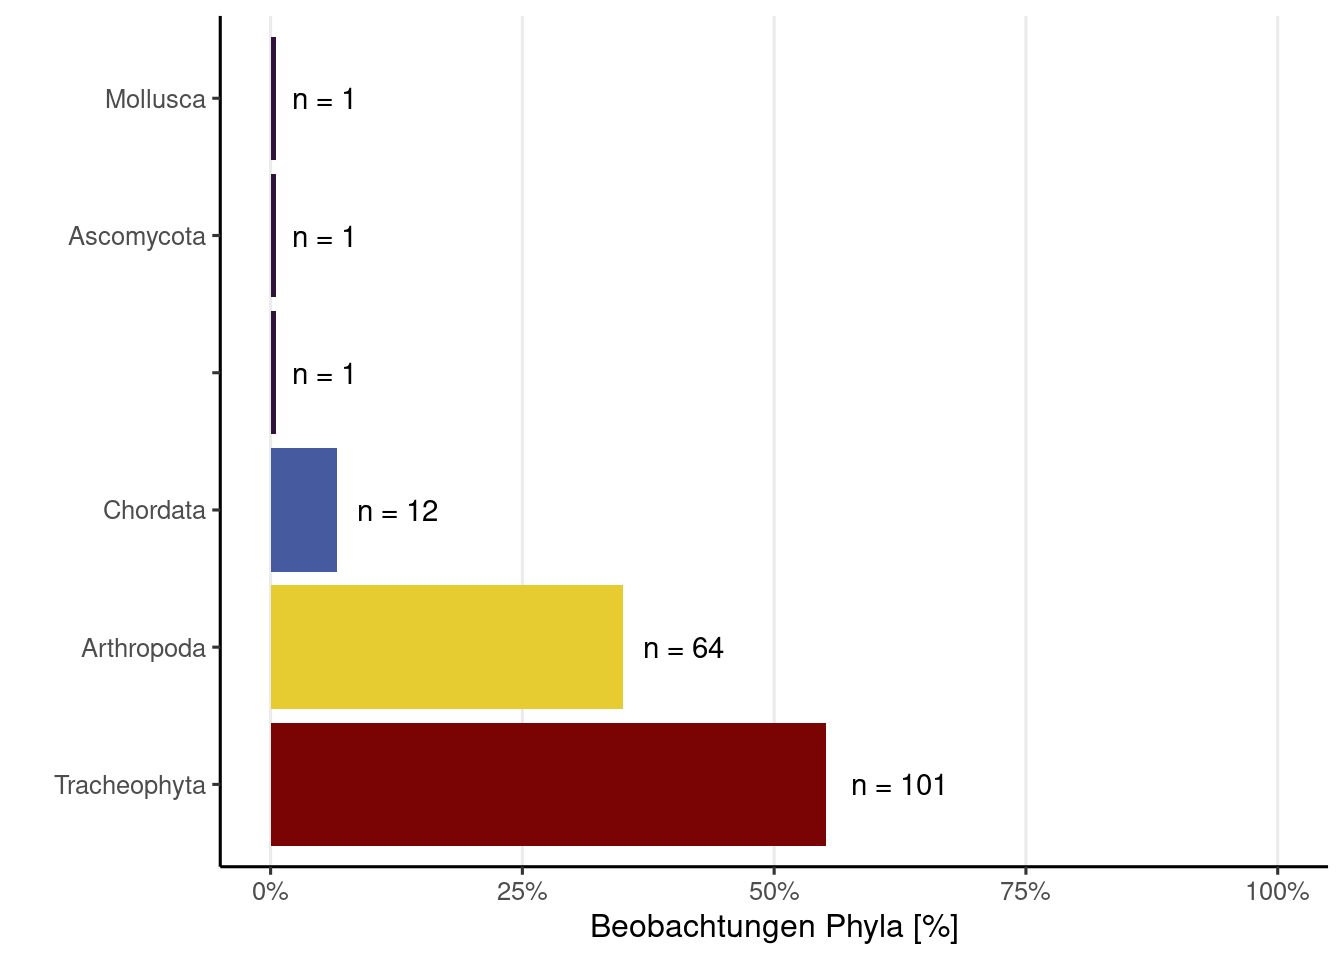 Mollusca n = 1
Ascomycota n = 1
n = 1
Chordata n = 12
Arthropoda n = 64
Tracheophyta n = 101
0% 25% 50% 75% 100%
Beobachtungen Phyla [%]